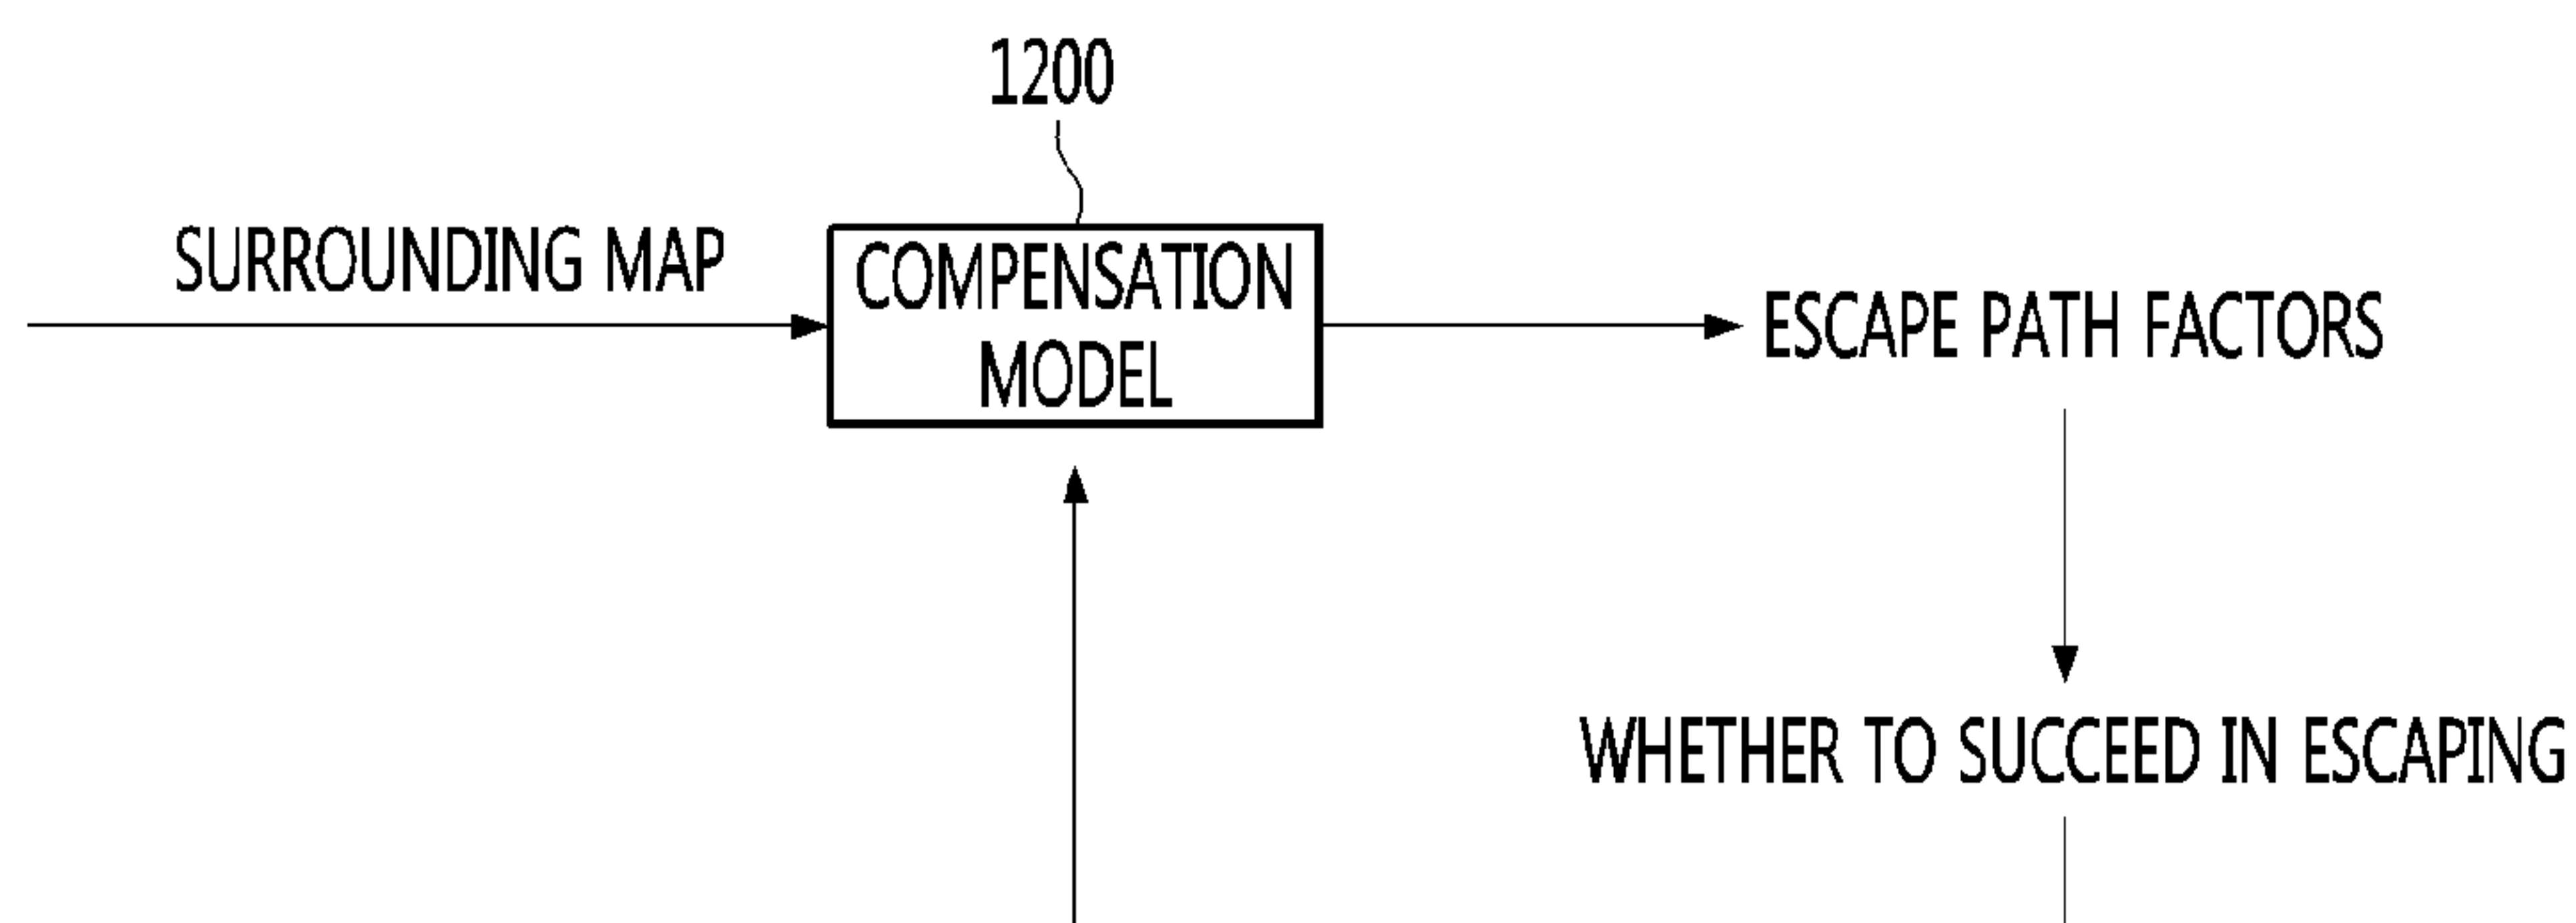 1200
SURROUNDING MAP
COMPENSATION
MODEL
ESCAPE PATH FACTORS
WHETHER TO SUCCEED IN ESCAPING